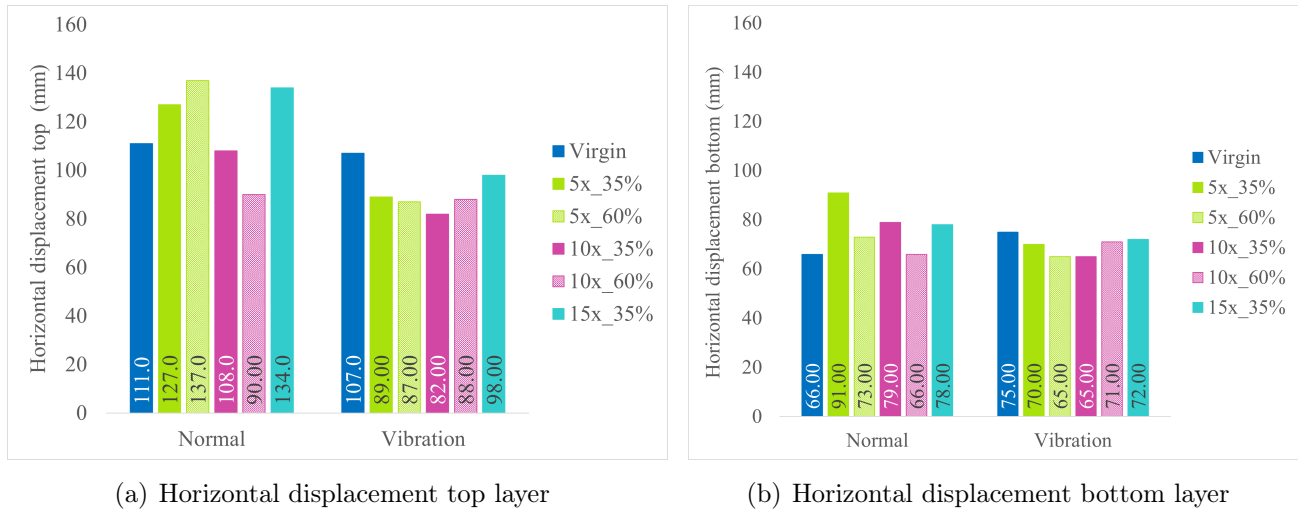 Horizontal displacement top (mm)
160
140
120
100
80
60
40
20
0
111.0
127.0
137.0
108.0
90.00
134.0
107.0
89.00
87.00
82.00
88.00
98.00
Normal
Vibration
Virgin
5x_35%
5x_60%
10x_35%
10x_60%
15x_35%
(a) Horizontal displacement top layer
Horizontal displacement bottom (mm)
160
140
120
100
80
60
40
20
0
66.00
91.00
73.00
79.00
66.00
78.00
75.00
70.00
65.00
65.00
71.00
72.00
Normal
Vibration
Virgin
5x_35%
5x_60%
10x_35%
10x_60%
15x_35%
(b) Horizontal displacement bottom layer